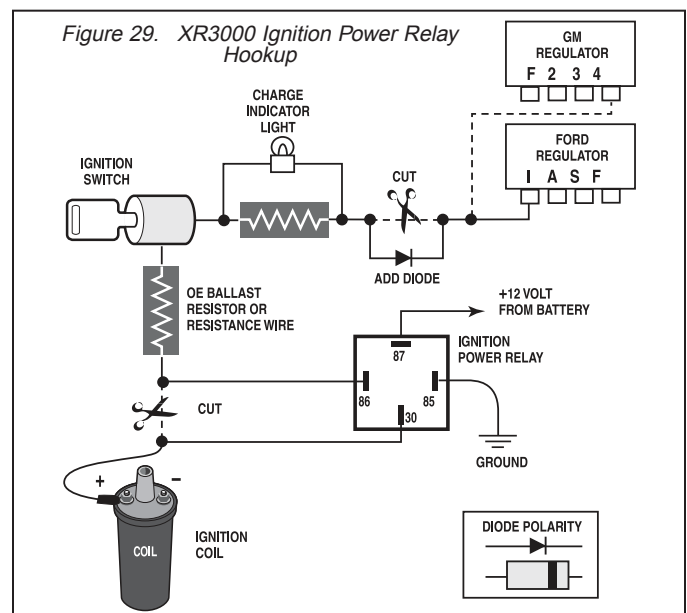 Figure 29. XR3000 Ignition Power Relay
Hookup
GM
REGULATOR
F 2 3 4
CHARGE
INDICATOR
LIGHT
FORD
REGULATOR
I A S F
IGNITION
SWITCH
CUT
ADD DIODE
OE BALLAST
RESISTOR OR
RESISTANCE WIRE
+12 VOLT
FROM BATTERY
IGNITION
POWER RELAY
87
86
85
30
CUT
GROUND
+
−
COIL
IGNITION
COIL
DIODE POLARITY